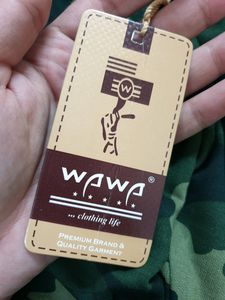 W
WAWA®
... clothing life
PREMIUM BRAND &
QUALITY GARMENT